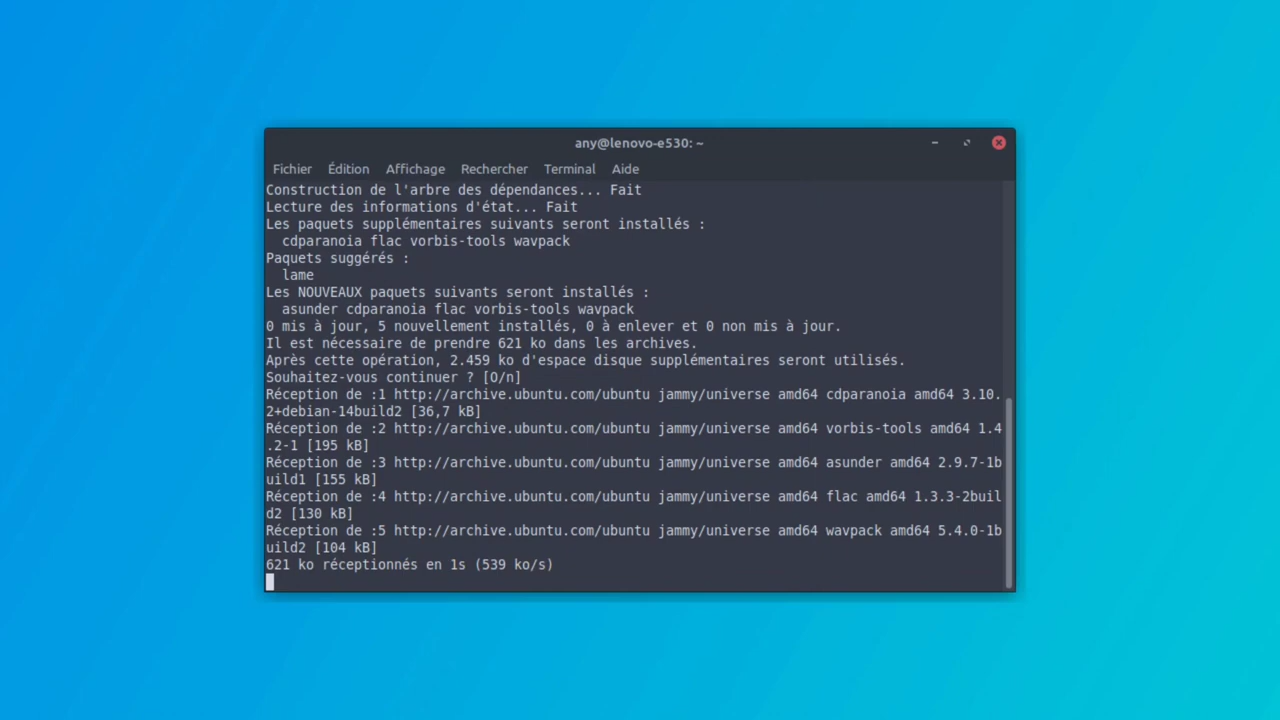 any@lenovo-e530: ~
Fichier Édition Affichage Rechercher Terminal Aide
Construction de l'arbre des dépendances... Fait
Lecture des informations d'état... Fait
Les paquets supplémentaires suivants seront installés :
cdparanoia flac vorbis-tools wavpack
Paquets suggérés :
lame
Les NOUVEAUX paquets suivants seront installés :
asunder cdparanoia flac vorbis-tools wavpack
0 mis à jour, 5 nouvellement installés, 0 à enlever et 0 non mis à jour.
Il est nécessaire de prendre 621 ko dans les archives.
Après cette opération, 2.459 ko d'espace disque supplémentaires seront utilisés.
Souhaitez-vous continuer ? [O/n]
Réception de :1 http://archive.ubuntu.com/ubuntu jammy/universe amd64 cdparanoia amd64 3.10.
2+debian-14build2 [36,7 kB]
Réception de :2 http://archive.ubuntu.com/ubuntu jammy/universe amd64 vorbis-tools amd64 1.4
.2-1 [195 kB]
Réception de :3 http://archive.ubuntu.com/ubuntu jammy/universe amd64 asunder amd64 2.9.7-1b
uild1 [155 kB]
Réception de :4 http://archive.ubuntu.com/ubuntu jammy/universe amd64 flac amd64 1.3.3-2buil
d2 [130 kB]
Réception de :5 http://archive.ubuntu.com/ubuntu jammy/universe amd64 wavpack amd64 5.4.0-1b
uild2 [104 kB]
621 ko réceptionnés en 1s (539 ko/s)